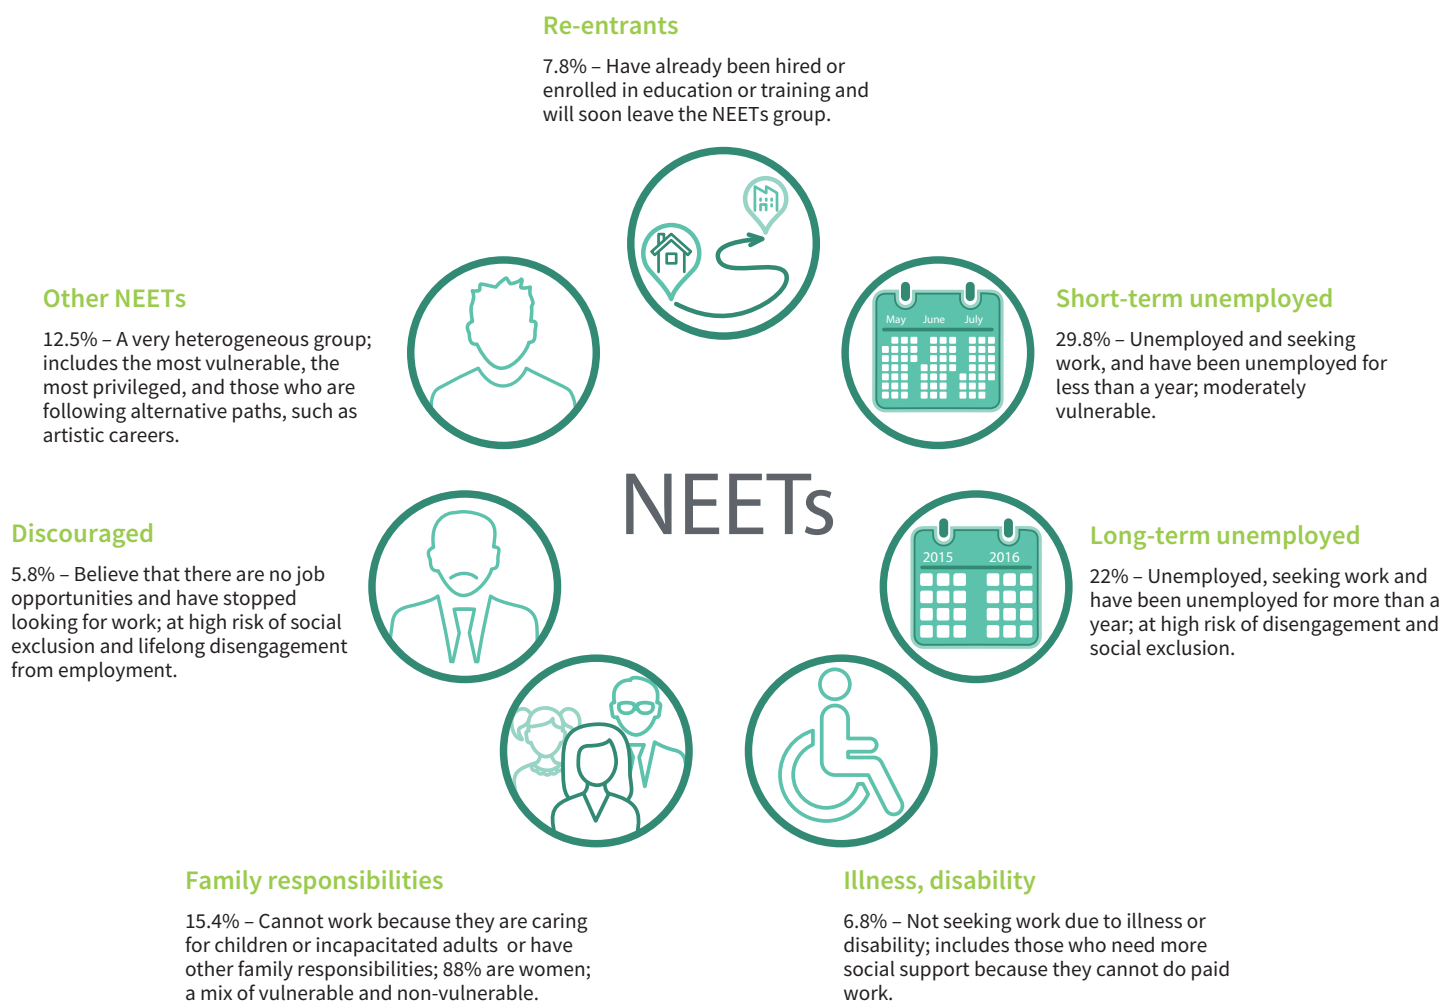 Re-entrants
7.8% – Have already been hired or
enrolled in education or training and
will soon leave the NEETs group.
Other NEETs
12.5% – A very heterogeneous group;
includes the most vulnerable, the
most privileged, and those who are
following alternative paths, such as
artistic careers.
May June July
Short-term unemployed
29.8% – Unemployed and seeking
work, and have been unemployed for
less than a year; moderately
vulnerable.
NEETs
Discouraged
5.8% – Believe that there are no job
opportunities and have stopped
looking for work; at high risk of social
exclusion and lifelong disengagement
from employment.
2015 2016
Long-term unemployed
22% – Unemployed, seeking work and
have been unemployed for more than a
year; at high risk of disengagement and
social exclusion.
Family responsibilities
15.4% – Cannot work because they are caring
for children or incapacitated adults or have
other family responsibilities; 88% are women;
a mix of vulnerable and non-vulnerable.
Illness, disability
6.8% – Not seeking work due to illness or
disability; includes those who need more
social support because they cannot do paid
work.